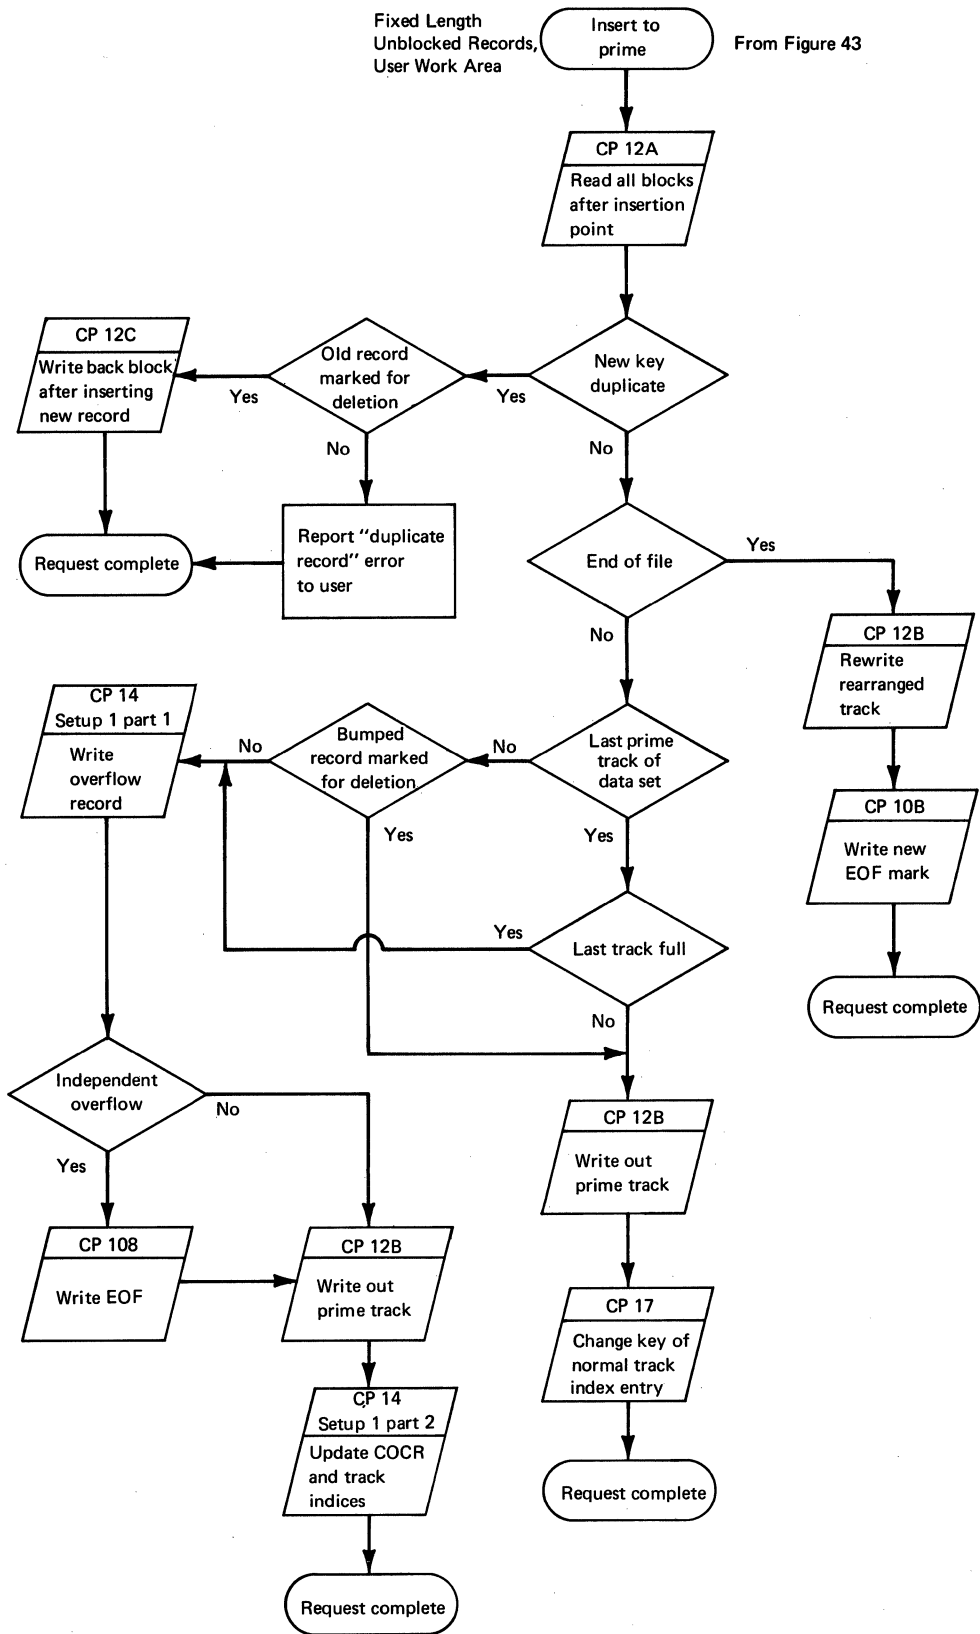 Fixed Length
Unblocked Records,
User Work Area
Insert to
prime
From Figure 43
CP 12A
Read all blocks
after insertion
point
CP 12C
Write back block
after inserting
new record
Yes
Old record
marked for
deletion
Yes
New key
duplicate
No
No
Request complete
Report “duplicate
record” error
to user
End of file
Yes
No
CP 12B
Rewrite
rearranged
track
CP 14
Setup 1 part 1
Write
overflow
record
No
Bumped
record marked
for deletion
No
Last prime
track of
data set
Yes
Yes
CP 10B
Write new
EOF mark
Yes
Last track full
No
Request complete
Independent
overflow
No
Yes
CP 12B
Write out
prime track
CP 108
Write EOF
CP 12B
Write out
prime track
CP 17
Change key of
normal track
index entry
CP 14
Setup 1 part 2
Update COCR
and track
indices
Request complete
Request complete